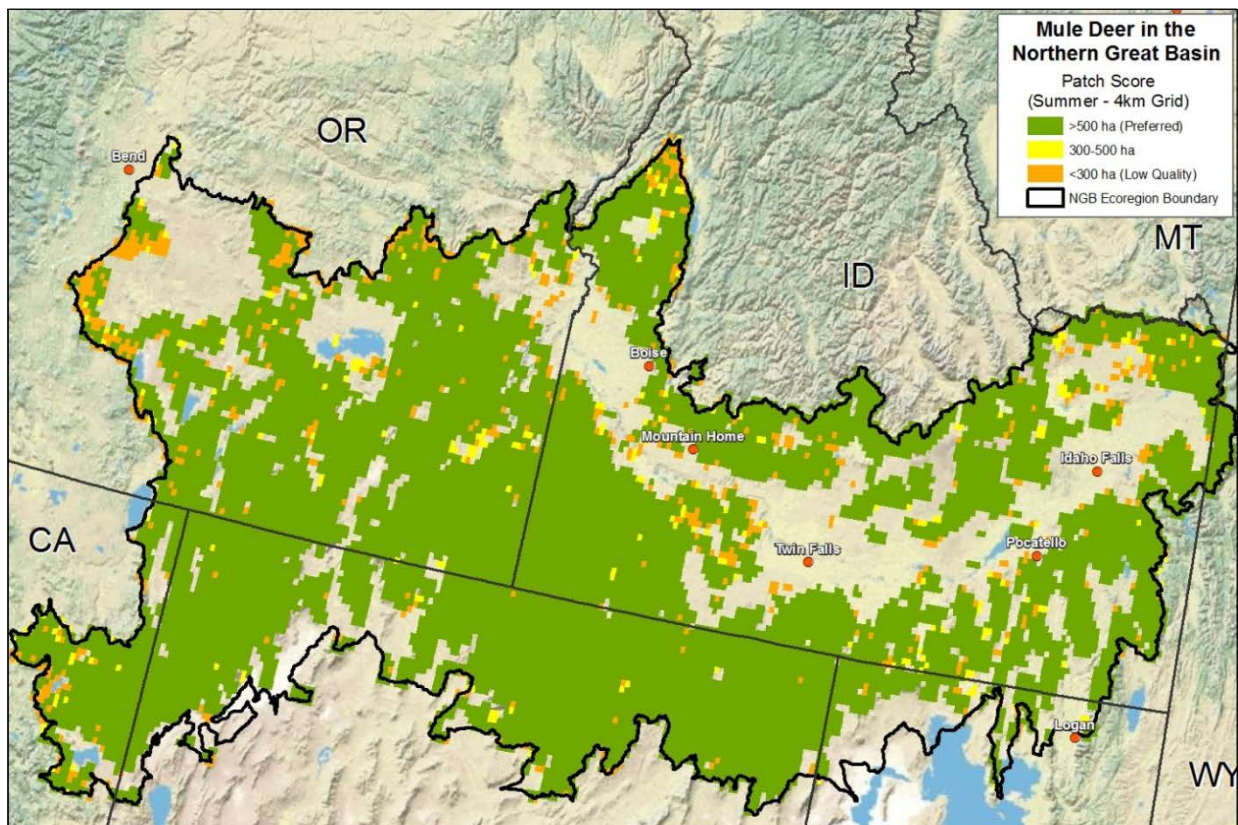 Mule Deer in the
Northern Great Basin
Patch Score
(Summer - 4km Grid)
>500 ha (Preferred)
300-500 ha
<300 ha (Low Quality)
NGB Ecoregion Boundary
OR
Bend
MT
ID
Boise
Mountain Home
Idaho Falls
CA
Twin Falls
Pocatello
Logan
WY